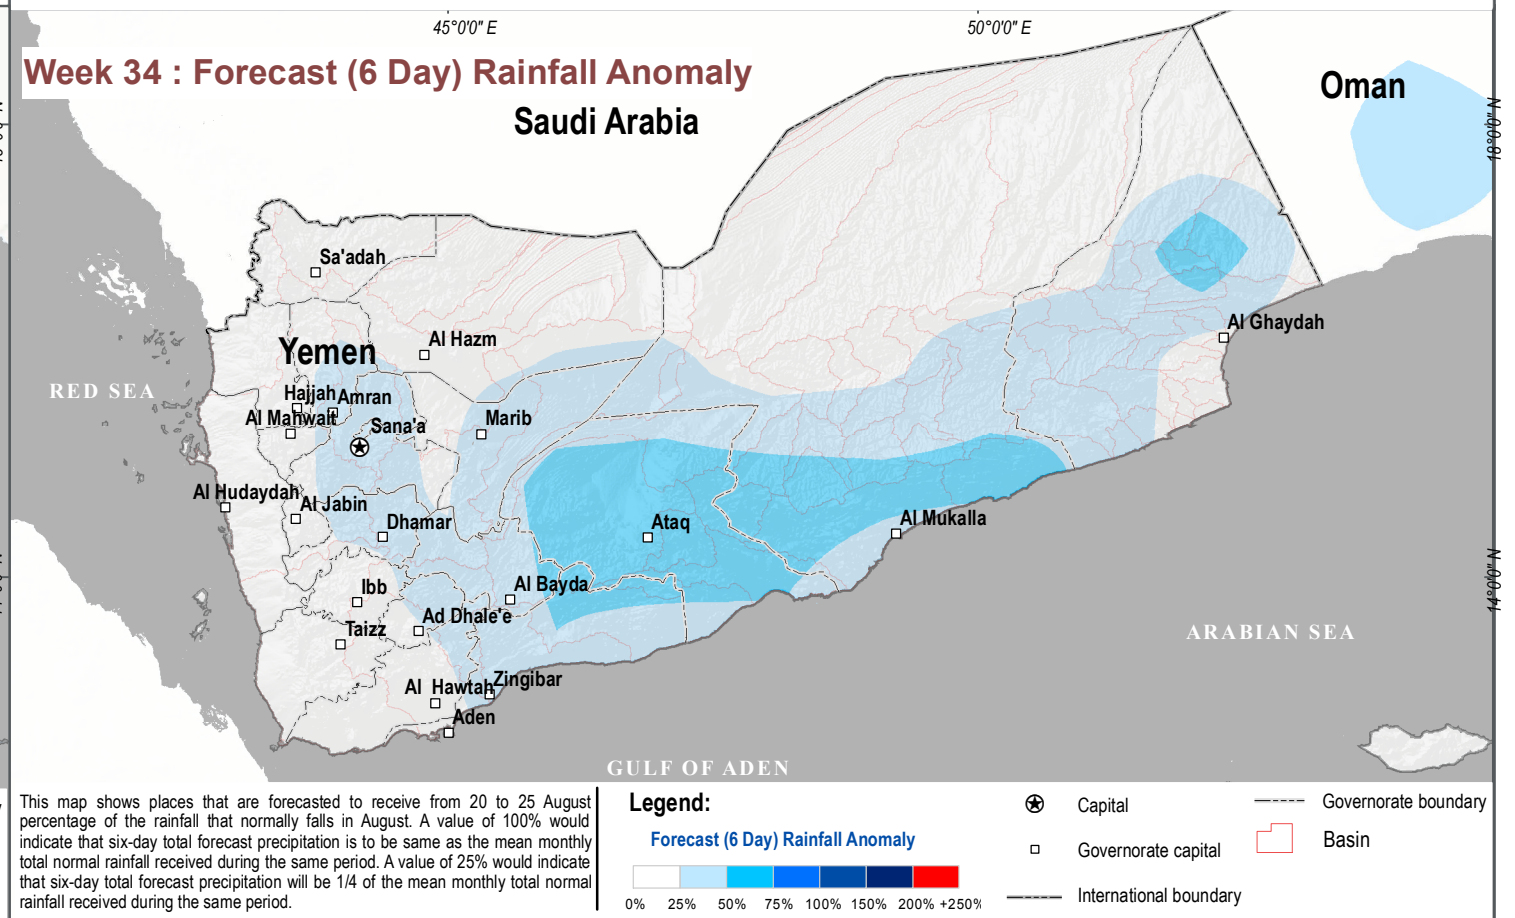 45°0'0" E
50°0'0" E
Week 34 : Forecast (6 Day) Rainfall Anomaly
Oman
Saudi Arabia
18°0'0" N
Sa'adah
Al Ghaydah
Al Hazm
Yemen
RED SEA
Hajjah
Amran
Al Mahwait
Sana'a
Marib
Al Hudaydah
Al Jabin
Dhamar
Ataq
Al Mukalla
14°0'0" N
Ibb
Al Bayda
Ad Dhale'e
Taizz
ARABIAN SEA
Al Hawtah
Zingibar
Aden
GULF OF ADEN
This map shows places that are forecasted to receive from 20 to 25 August
percentage of the rainfall that normally falls in August. A value of 100% would
indicate that six-day total forecast precipitation is to be same as the mean monthly
total normal rainfall received during the same period. A value of 25% would indicate
that six-day total forecast precipitation will be 1/4 of the mean monthly total normal
rainfall received during the same period.
Legend:
Forecast (6 Day) Rainfall Anomaly
0% 25% 50% 75% 100% 150% 200% +250%
Capital
Governorate capital
International boundary
Governorate boundary
Basin